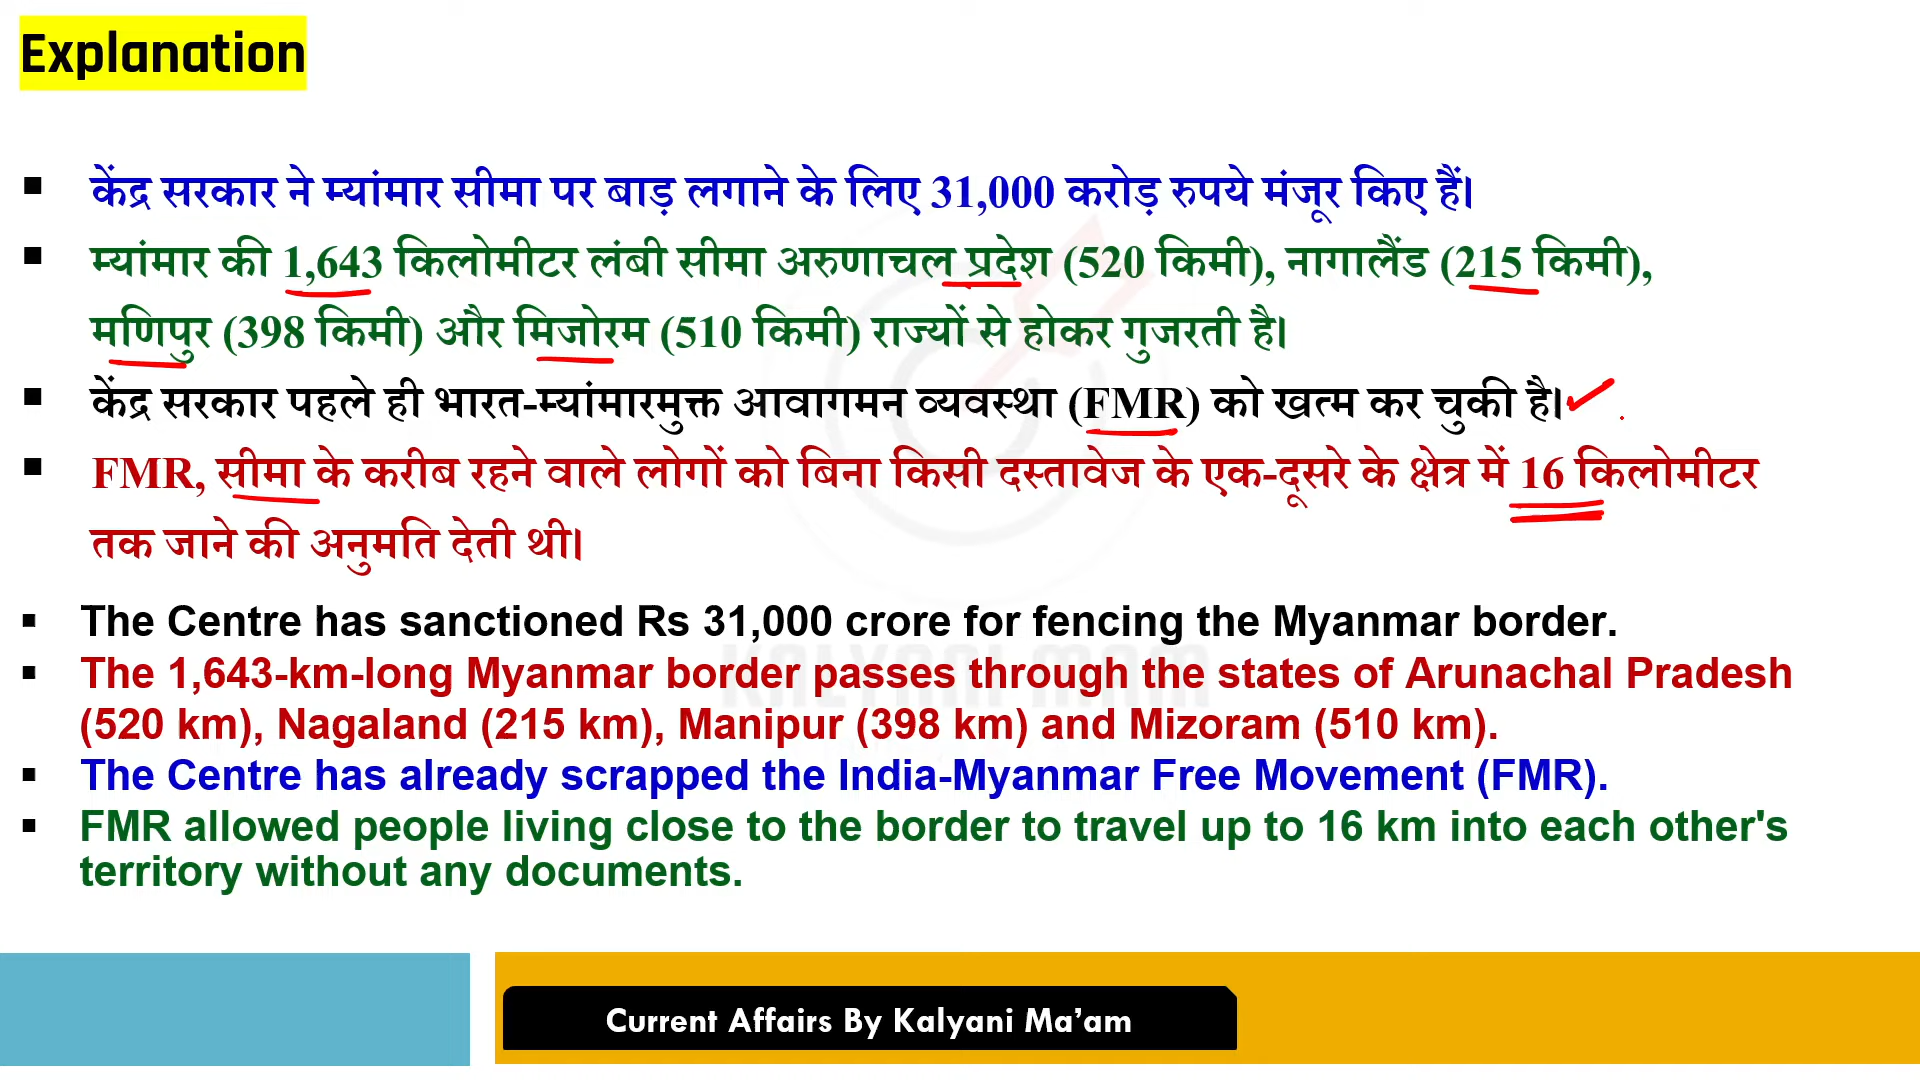 Explanation
▪ केंद्र सरकार ने म्यांमार सीमा पर बाड़ लगाने के लिए 31,000 करोड़ रुपये मंजूर किए हैं।
▪ म्यांमार की 1,643 किलोमीटर लंबी सीमा अरुणाचल प्रदेश (520 किमी), नागालैंड (215 किमी),
मणिपुर (398 किमी) और मिजोरम (510 किमी) राज्यों से होकर गुजरती है।
▪ केंद्र सरकार पहले ही भारत-म्यांमारमुक्त आवागमन व्यवस्था (FMR) को खत्म कर चुकी है।
▪ FMR, सीमा के करीब रहने वाले लोगों को बिना किसी दस्तावेज के एक-दूसरे के क्षेत्र में 16 किलोमीटर
तक जाने की अनुमति देती थी।
▪ The Centre has sanctioned Rs 31,000 crore for fencing the Myanmar border.
KALYANI MAM
▪ The 1,643-km-long Myanmar border passes through the states of Arunachal Pradesh
(520 km), Nagaland (215 km), Manipur (398 km) and Mizoram (510 km).
▪ The Centre has already scrapped the India-Myanmar Free Movement (FMR).
▪ FMR allowed people living close to the border to travel up to 16 km into each other's
territory without any documents.
Current Affairs By Kalyani Ma’am